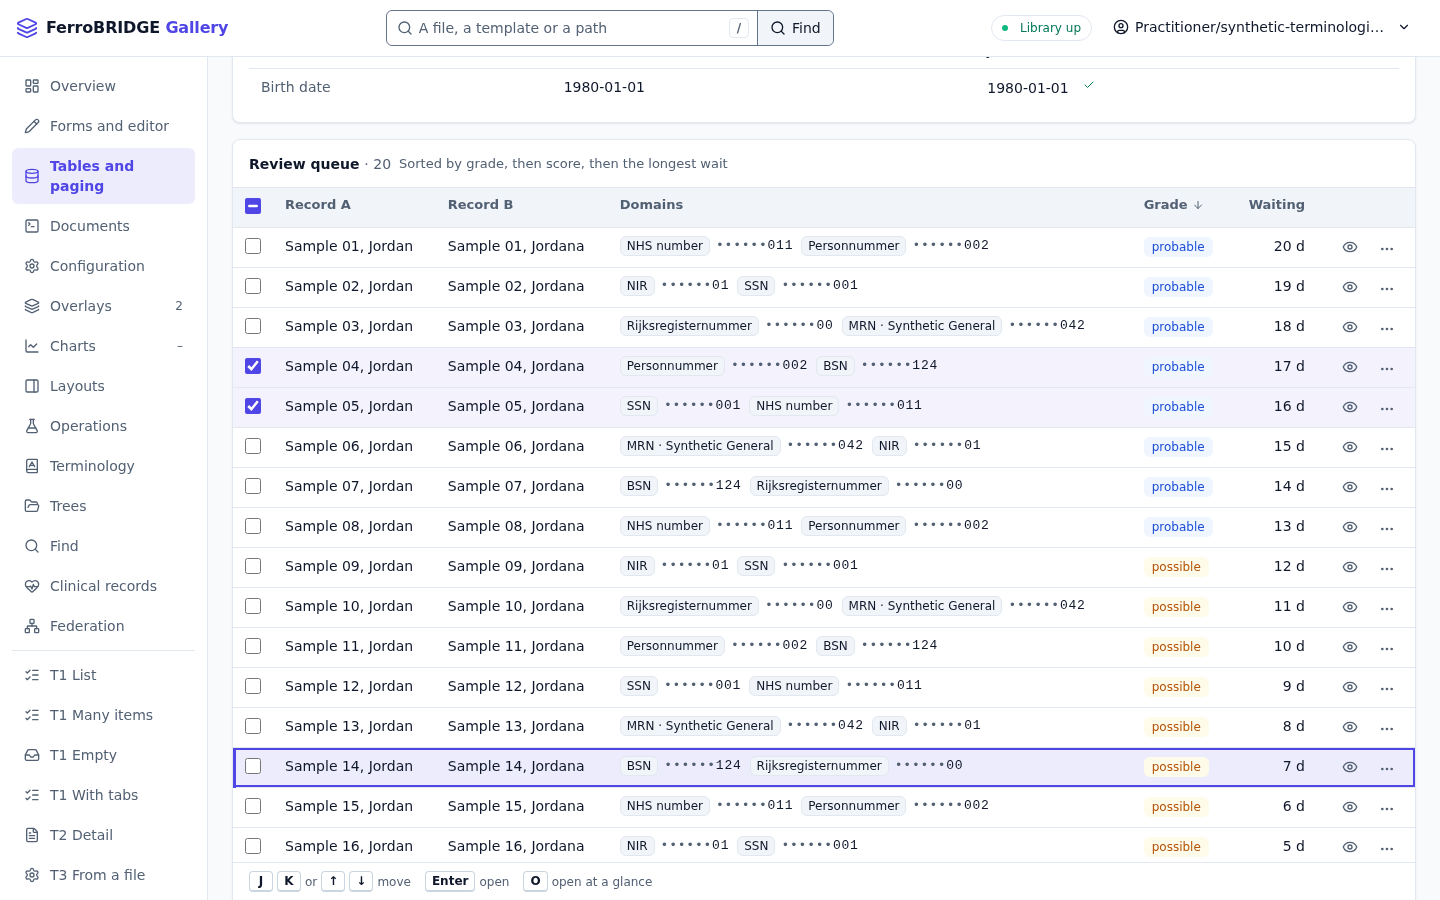 FerroBRIDGE Gallery
A file, a template or a path
/
Find
Library up
Practitioner/synthetic-terminologi…
Overview
Forms and editor
Tables and
paging
Documents
Configuration
Overlays 2
Charts –
Layouts
Operations
Terminology
Trees
Find
Clinical records
Federation
T1 List
T1 Many items
T1 Empty
T1 With tabs
T2 Detail
T3 From a file
Birth date 1980-01-01 1980-01-01
Review queue · 20 Sorted by grade, then score, then the longest wait
Record A Record B Domains Grade ↓ Waiting
Sample 01, Jordan Sample 01, Jordana NHS number ••••••011 Personnummer ••••••002 probable 20 d
Sample 02, Jordan Sample 02, Jordana NIR ••••••01 SSN ••••••001 probable 19 d
Sample 03, Jordan Sample 03, Jordana Rijksregisternummer ••••••00 MRN · Synthetic General ••••••042 probable 18 d
Sample 04, Jordan Sample 04, Jordana Personnummer ••••••002 BSN ••••••124 probable 17 d
Sample 05, Jordan Sample 05, Jordana SSN ••••••001 NHS number ••••••011 probable 16 d
Sample 06, Jordan Sample 06, Jordana MRN · Synthetic General ••••••042 NIR ••••••01 probable 15 d
Sample 07, Jordan Sample 07, Jordana BSN ••••••124 Rijksregisternummer ••••••00 probable 14 d
Sample 08, Jordan Sample 08, Jordana NHS number ••••••011 Personnummer ••••••002 probable 13 d
Sample 09, Jordan Sample 09, Jordana NIR ••••••01 SSN ••••••001 possible 12 d
Sample 10, Jordan Sample 10, Jordana Rijksregisternummer ••••••00 MRN · Synthetic General ••••••042 possible 11 d
Sample 11, Jordan Sample 11, Jordana Personnummer ••••••002 BSN ••••••124 possible 10 d
Sample 12, Jordan Sample 12, Jordana SSN ••••••001 NHS number ••••••011 possible 9 d
Sample 13, Jordan Sample 13, Jordana MRN · Synthetic General ••••••042 NIR ••••••01 possible 8 d
Sample 14, Jordan Sample 14, Jordana BSN ••••••124 Rijksregisternummer ••••••00 possible 7 d
Sample 15, Jordan Sample 15, Jordana NHS number ••••••011 Personnummer ••••••002 possible 6 d
Sample 16, Jordan Sample 16, Jordana NIR ••••••01 SSN ••••••001 possible 5 d
J K or ↑ ↓ move Enter open O open at a glance